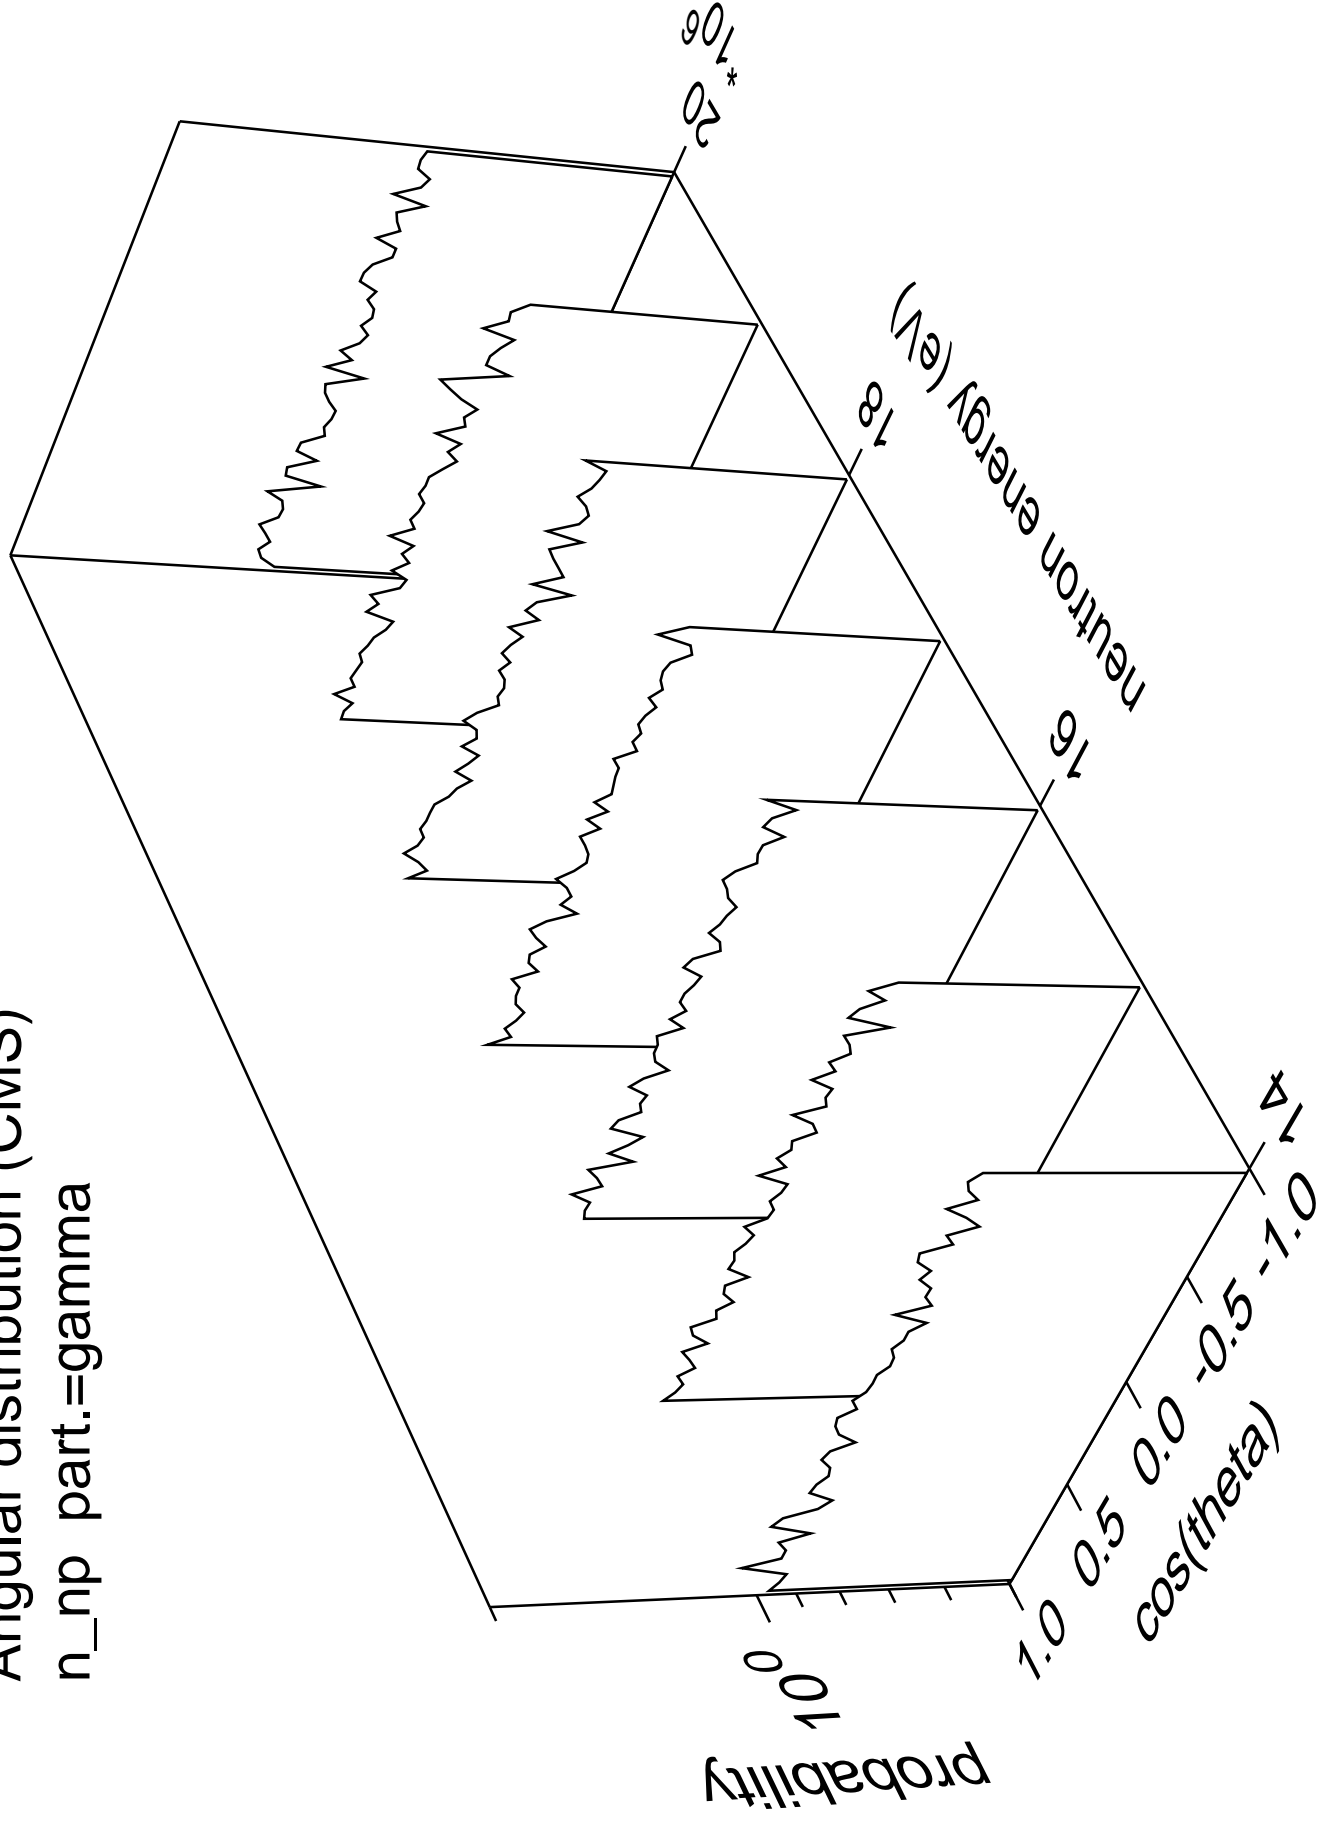 Angular distribution (CMS)
n_np part.=gamma
probability
10^0
1.0 0.5 0.0 -0.5 -1.0
cos(theta)
14 16 18 20
*10^6
neutron energy (eV)